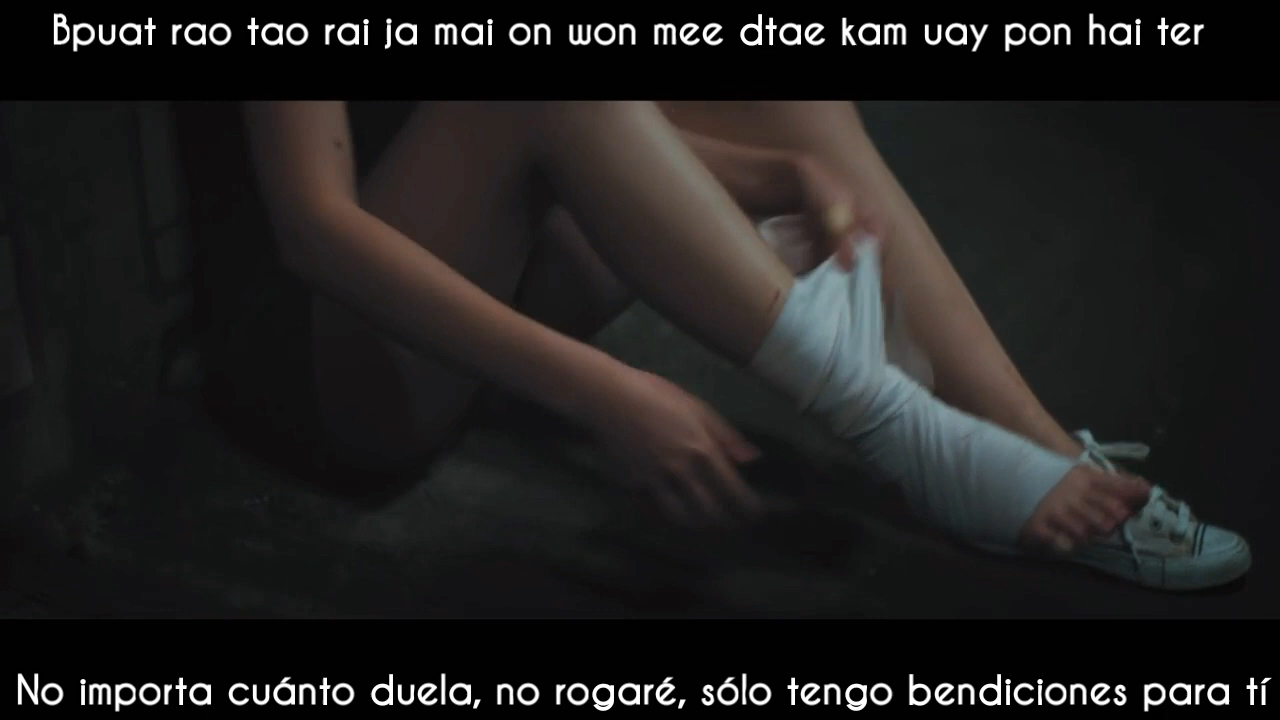 Bpuat rao tao rai ja mai on won mee dtae kam uay pon hai ter
No importa cuánto duela, no rogaré, sólo tengo bendiciones para tí